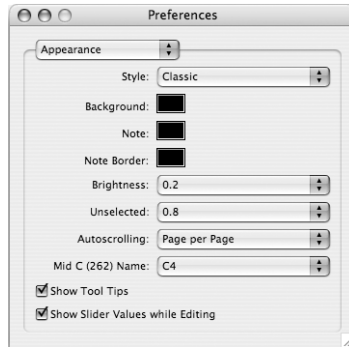 Preferences
Appearance
Style: Classic
Background:
Note:
Note Border:
Brightness: 0.2
Unselected: 0.8
Autoscrolling: Page per Page
Mid C (262) Name: C4
Show Tool Tips
Show Slider Values while Editing